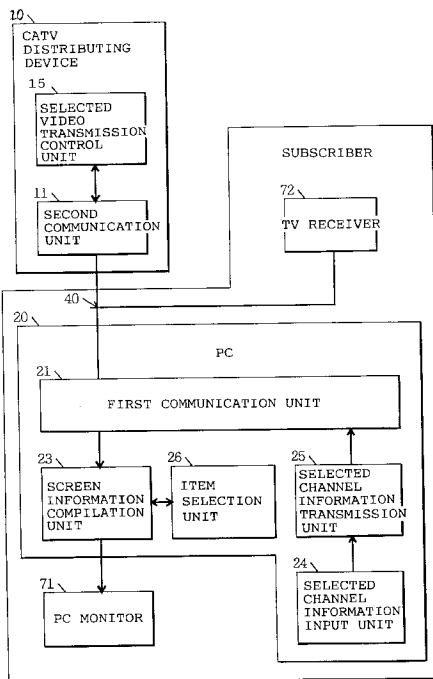 10
CATV
DISTRIBUTING
DEVICE
15
SELECTED
VIDEO
TRANSMISSION
CONTROL
UNIT
11
SECOND
COMMUNICATION
UNIT
SUBSCRIBER
72
TV RECEIVER
40
20
PC
21
FIRST COMMUNICATION UNIT
23
SCREEN
INFORMATION
COMPILATION
UNIT
26
ITEM
SELECTION
UNIT
25
SELECTED
CHANNEL
INFORMATION
TRANSMISSION
UNIT
71
PC MONITOR
24
SELECTED
CHANNEL
INFORMATION
INPUT UNIT